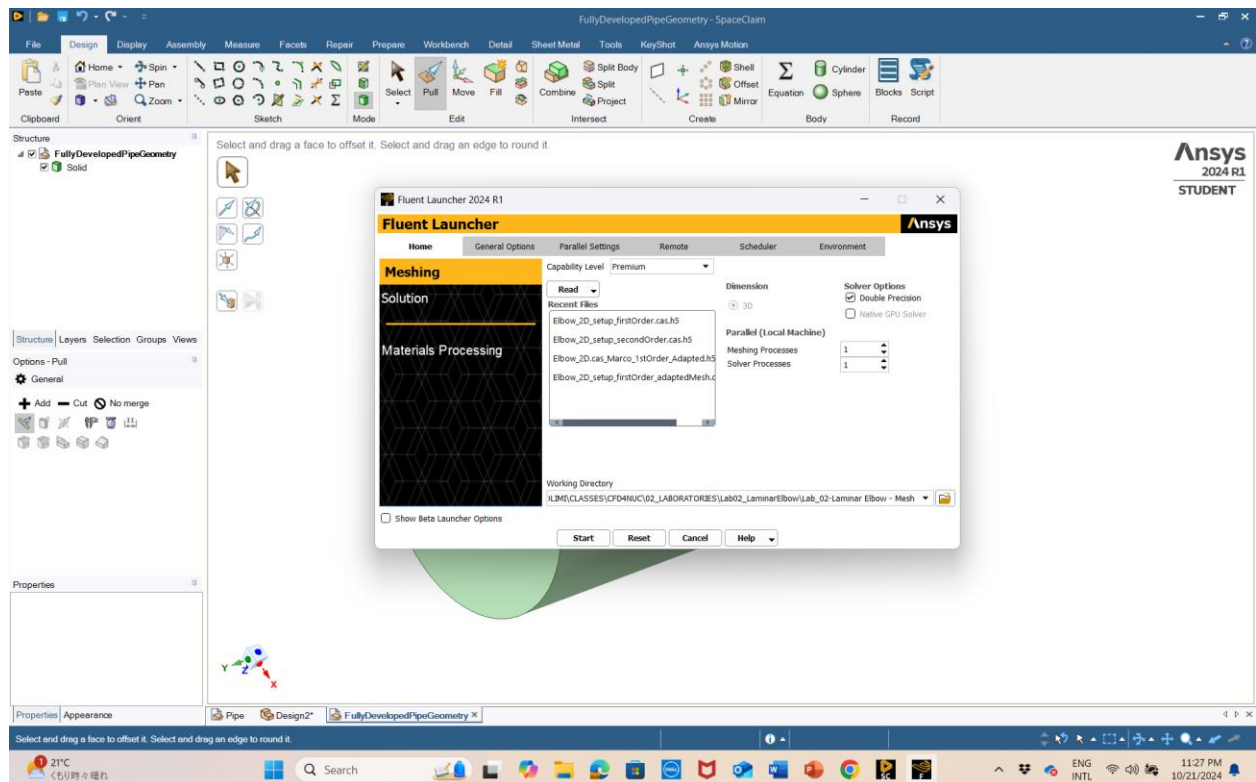 FullyDevelopedPipeGeometry - SpaceClaim
File Design Display Assembly Measure Facets Repair Prepare Workbench Detail Sheet Metal Tools KeyShot Ansys Motion
Paste
Home Spin
Plan View Pan
Zoom
Select Pull Move Fill
Combine
Split Body
Split
Project
Shell
Offset
Mirror
Equation
Cylinder
Sphere
Blocks Script
Clipboard Orient Sketch Mode Edit Intersect Create Body Record
Structure
FullyDevelopedPipeGeometry
Solid
Structure Layers Selection Groups Views
Options - Pull
General
Add Cut No merge
Properties
Properties Appearance
Select and drag a face to offset it. Select and drag an edge to round it.
Ansys
2024 R1
STUDENT
Fluent Launcher 2024 R1
Fluent Launcher
Ansys
Home General Options Parallel Settings Remote Scheduler Environment
Meshing
Solution
Materials Processing
Capability Level Premium
Read
Recent Files
Elbow_2D_setup_firstOrder.cas.h5
Elbow_2D_setup_secondOrder.cas.h5
Elbow_2D.cas_Marco_1stOrder_Adapted.h5
Elbow_2D_setup_firstOrder_adaptedMesh.c
Dimension
3D
Solver Options
Double Precision
Native GPU Solver
Parallel (Local Machine)
Meshing Processes 1
Solver Processes 1
Working Directory
LIMI\CLASSES\CFD4NUC\02_LABORATORIES\Lab02_LaminarElbow\Lab_02-Laminar Elbow - Mesh
Show Beta Launcher Options
Start Reset Cancel Help
Y Z X
Pipe Design2* FullyDevelopedPipeGeometry
Select and drag a face to offset it. Select and drag an edge to round it.
21°C
くもり時々晴れ
Search
ENG
INTL
11:27 PM
10/21/2024